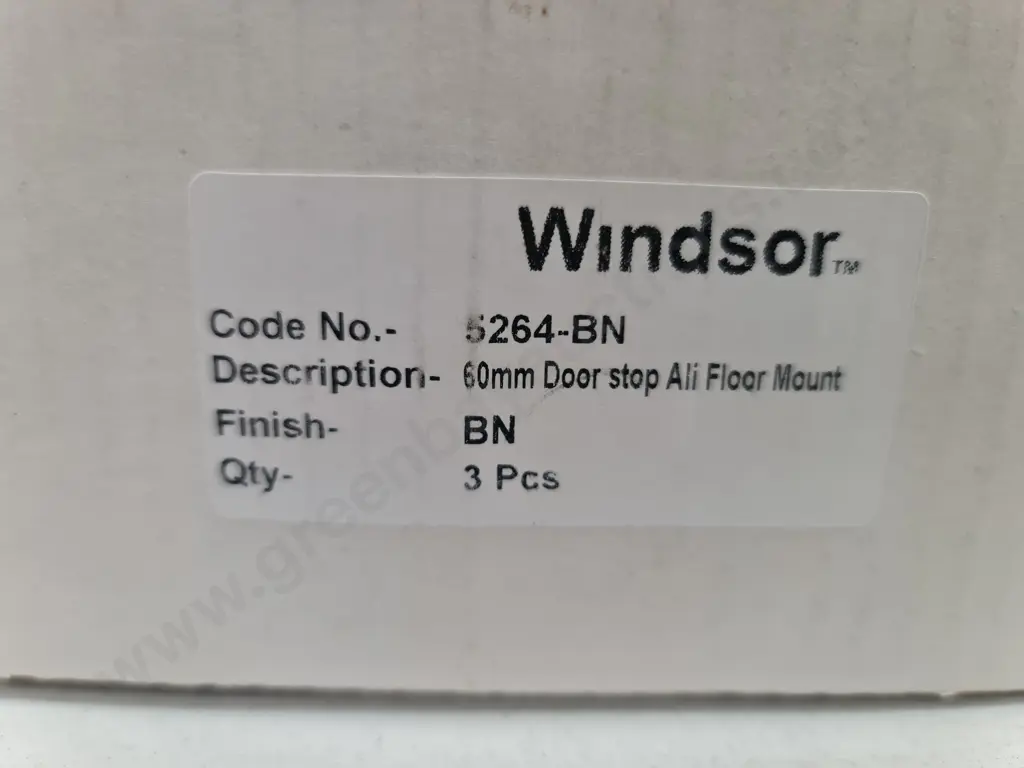 Windsor™
Code No.- 5264-BN
Description- 60mm Door stop Ali Floor Mount
Finish- BN
Qty- 3 Pcs